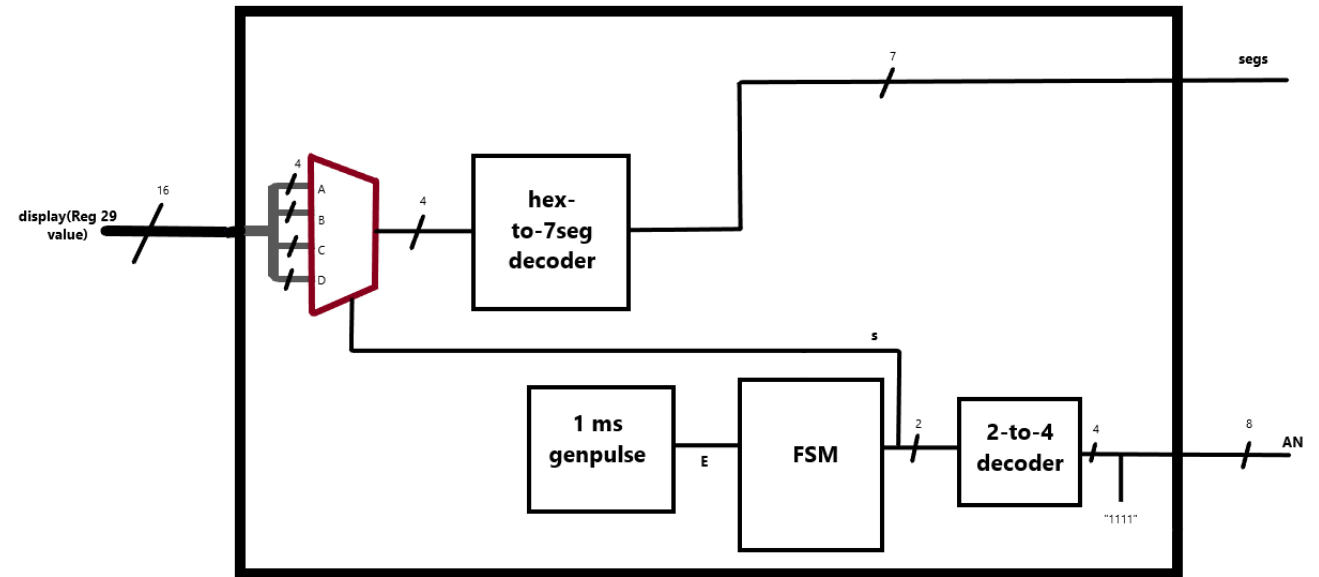 7
segs
4
A
16
hex-
to-7seg
decoder
4
display(Reg 29
value)
B
C
D
s
1 ms
genpulse
E
FSM
2
2-to-4
decoder
4
8
AN
"1111"